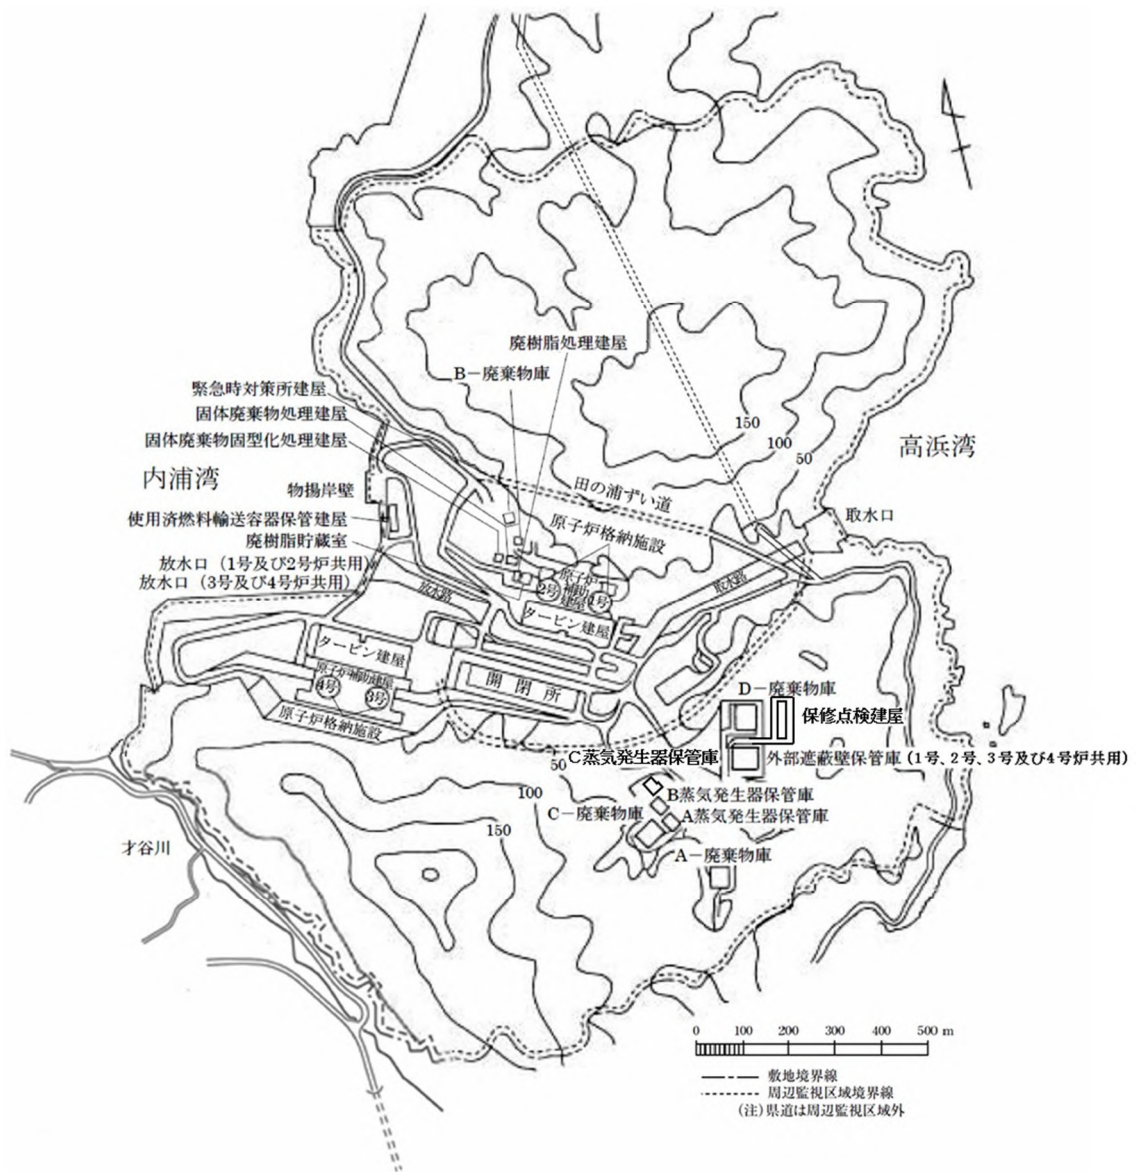 廃樹脂処理建屋
B－廃棄物庫
緊急時対策所建屋
固体廃棄物処理建屋
固体廃棄物固型化処理建屋
150
100
50
高浜湾
内浦湾
物揚岸壁
田の浦ずい道
取水口
使用済燃料輸送容器保管建屋
原子炉格納施設
廃樹脂貯蔵室
放水口（1号及び2号炉共用）
放水口（3号及び4号炉共用）
原子炉
補助
建屋
2号
1号
取水路
放水路
タービン建屋
タービン建屋
原子炉補助建屋
4号
3号
開閉所
原子炉格納施設
D－廃棄物庫
保修点検建屋
C蒸気発生器保管庫
外部遮蔽壁保管庫（1号、2号、3号及び4号炉共用）
50
B蒸気発生器保管庫
100
C－廃棄物庫
A蒸気発生器保管庫
150
A－廃棄物庫
才谷川
0 100 200 300 400 500 m
敷地境界線
周辺監視区域境界線
（注）県道は周辺監視区域外